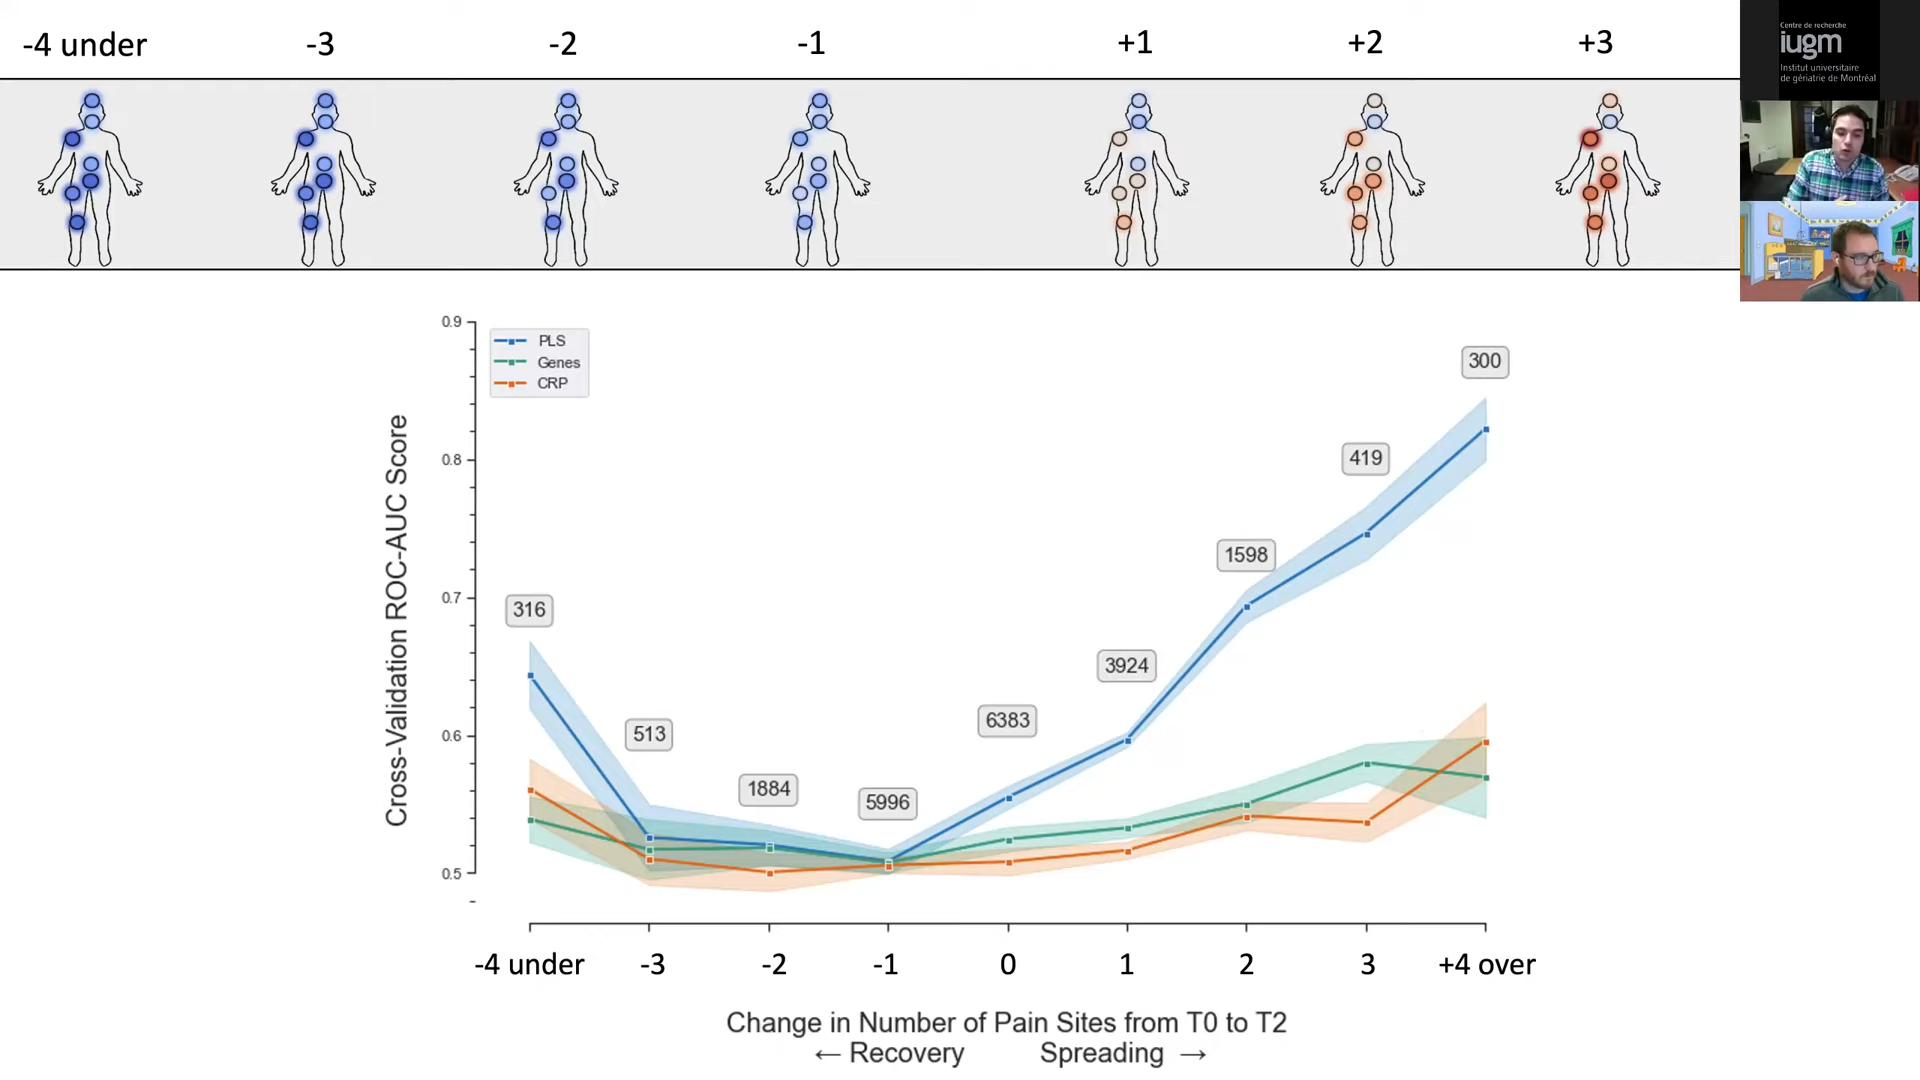 -4 under -3 -2 -1 +1 +2 +3
Centre de recherche
iugm
Institut universitaire
de gériatrie de Montréal
0.9
0.8
0.7
0.6
0.5
-
Cross-Validation ROC-AUC Score
PLS
Genes
CRP
316
513
1884
5996
6383
3924
1598
419
300
-4 under -3 -2 -1 0 1 2 3 +4 over
Change in Number of Pain Sites from T0 to T2
← Recovery Spreading →